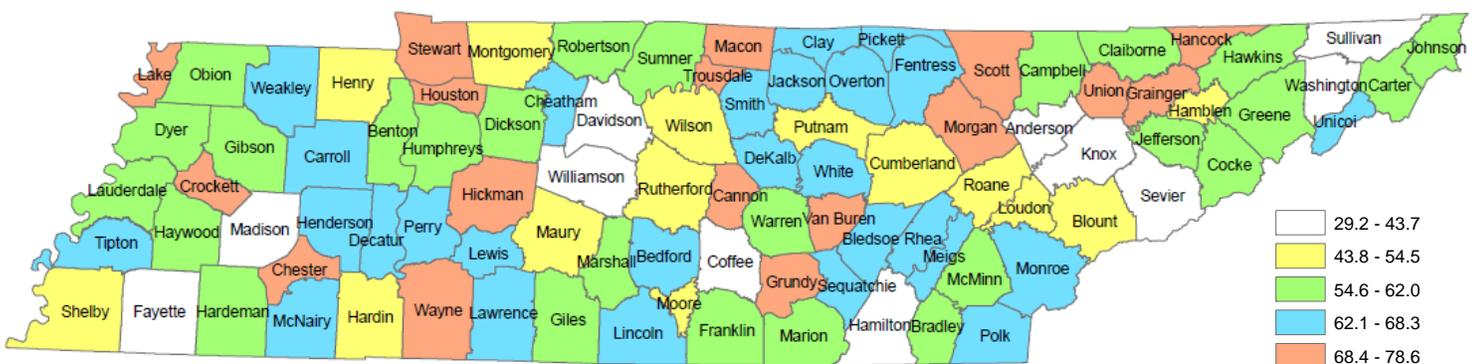 Stewart
Montgomery
Robertson
Sumner
Macon
Clay
Pickett
Scott
Campbell
Claiborne
Hancock
Hawkins
Sullivan
Johnson
Lake
Obion
Weakley
Henry
Houston
Trousdale
Jackson
Overton
Fentress
Union
Grainger
Hamblen
Washington
Carter
Cheatham
Davidson
Smith
Dickson
Wilson
Putnam
Morgan
Anderson
Greene
Unicoi
Dyer
Gibson
Carroll
Benton
Humphreys
Jefferson
Cocke
Knox
DeKalb
White
Cumberland
Roane
Loudon
Blount
Sevier
Lauderdale
Crockett
Hickman
Williamson
Rutherford
Cannon
Warren
Van Buren
Tipton
Haywood
Madison
Henderson
Decatur
Perry
Lewis
Maury
Marshall
Bedford
Coffee
Bledsoe
Rhea
Meigs
McMinn
Monroe
Grundy
Sequatchie
Shelby
Fayette
Hardeman
Chester
McNairy
Hardin
Wayne
Lawrence
Giles
Lincoln
Moore
Franklin
Marion
Hamilton
Bradley
Polk
29.2 - 43.7
43.8 - 54.5
54.6 - 62.0
62.1 - 68.3
68.4 - 78.6